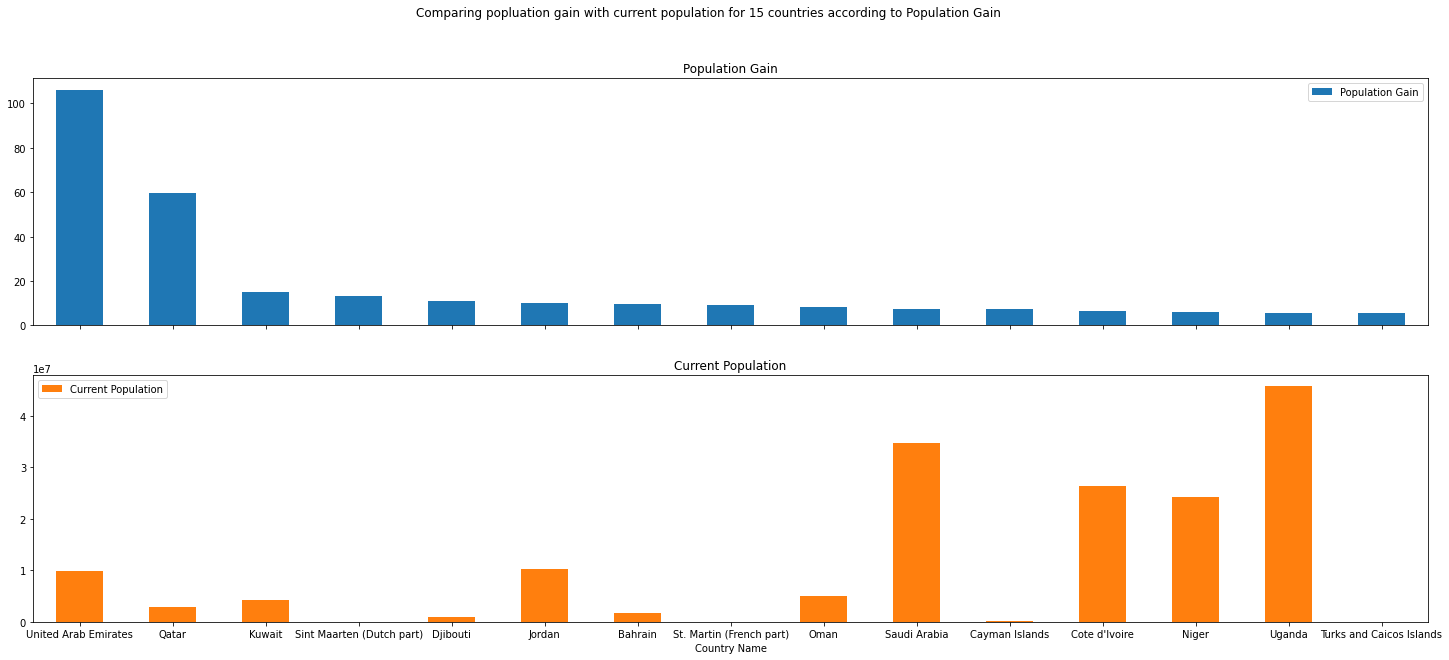 Comparing popluation gain with current population for 15 countries according to Population Gain
Population Gain
Population Gain
100
80
60
40
20
0
Current Population
1e7
Current Population
4
3
2
1
0
United Arab Emirates Qatar Kuwait Sint Maarten (Dutch part) Djibouti Jordan Bahrain St. Martin (French part) Oman Saudi Arabia Cayman Islands Cote d'Ivoire Niger Uganda Turks and Caicos Islands
Country Name